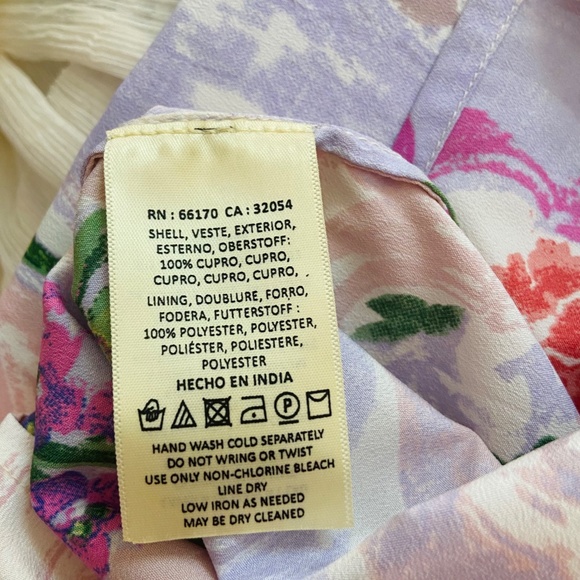 RN : 66170 CA : 32054
SHELL, VESTE, EXTERIOR,
ESTERNO, OBERSTOFF:
100% CUPRO, CUPRO,
CUPRO, CUPRO, CUPRO
LINING, DOUBLURE, FORRO,
FODERA, FUTTERSTOFF :
100% POLYESTER, POLYESTER,
POLIÉSTER, POLIESTERE,
POLYESTER
HECHO EN INDIA
HAND WASH COLD SEPARATELY
DO NOT WRING OR TWIST
USE ONLY NON-CHLORINE BLEACH
LINE DRY
LOW IRON AS NEEDED
MAY BE DRY CLEANED